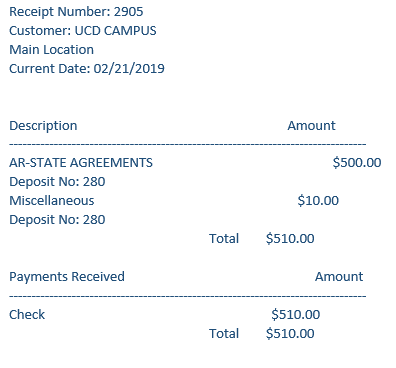 Receipt Number: 2905
Customer: UCD CAMPUS
Main Location
Current Date: 02/21/2019
Description Amount
--------------------------------------------------------------------------------
AR-STATE AGREEMENTS $500.00
Deposit No: 280
Miscellaneous $10.00
Deposit No: 280
Total $510.00
Payments Received Amount
--------------------------------------------------------------------------------
Check $510.00
Total $510.00